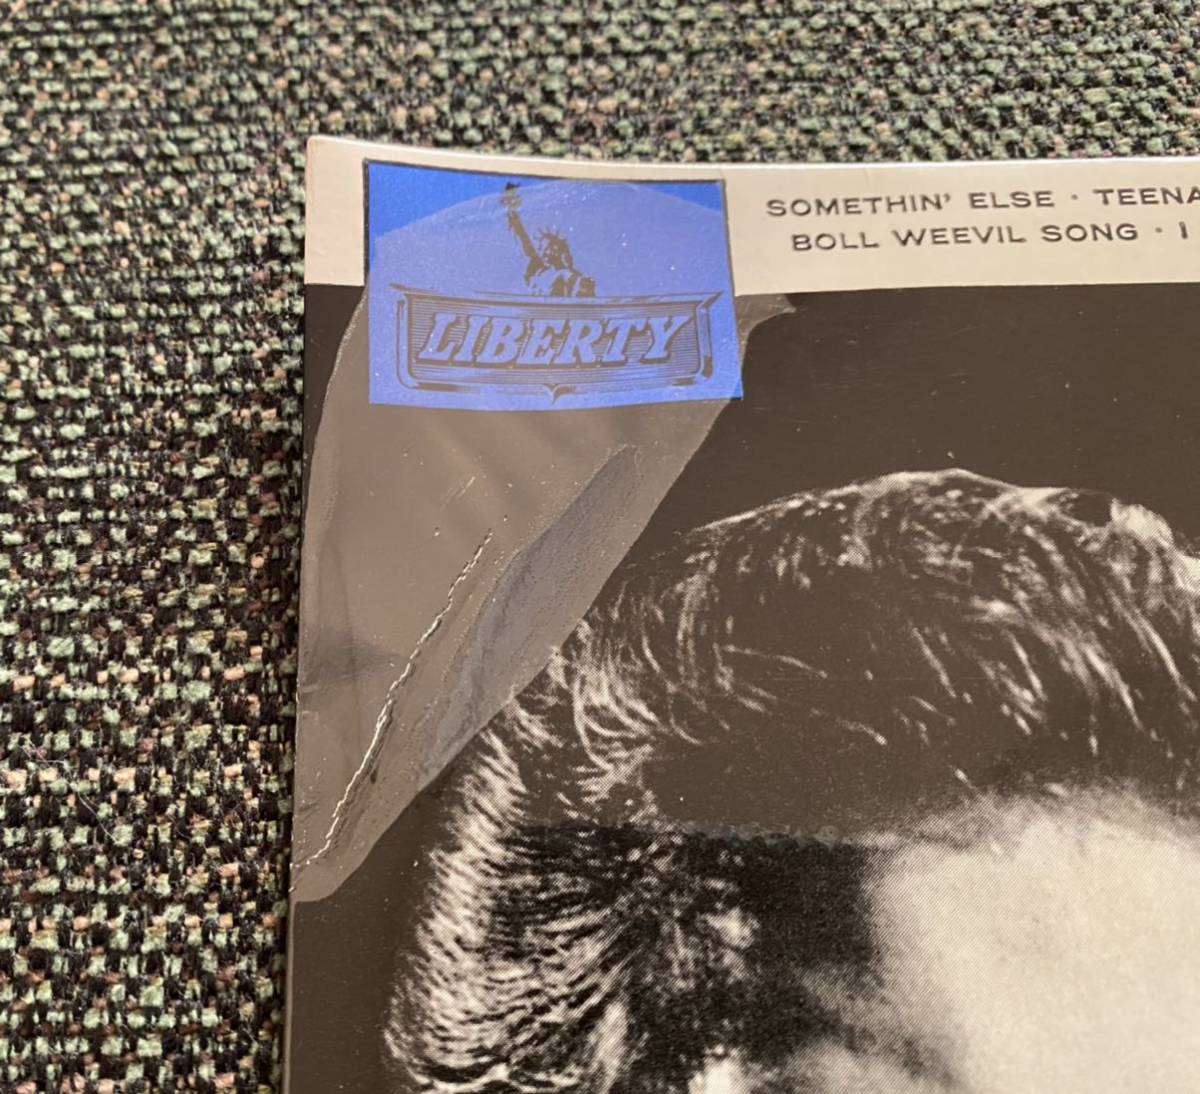 LIBERTY
SOMETHIN' ELSE · TEENA
BOLL WEEVIL SONG · I